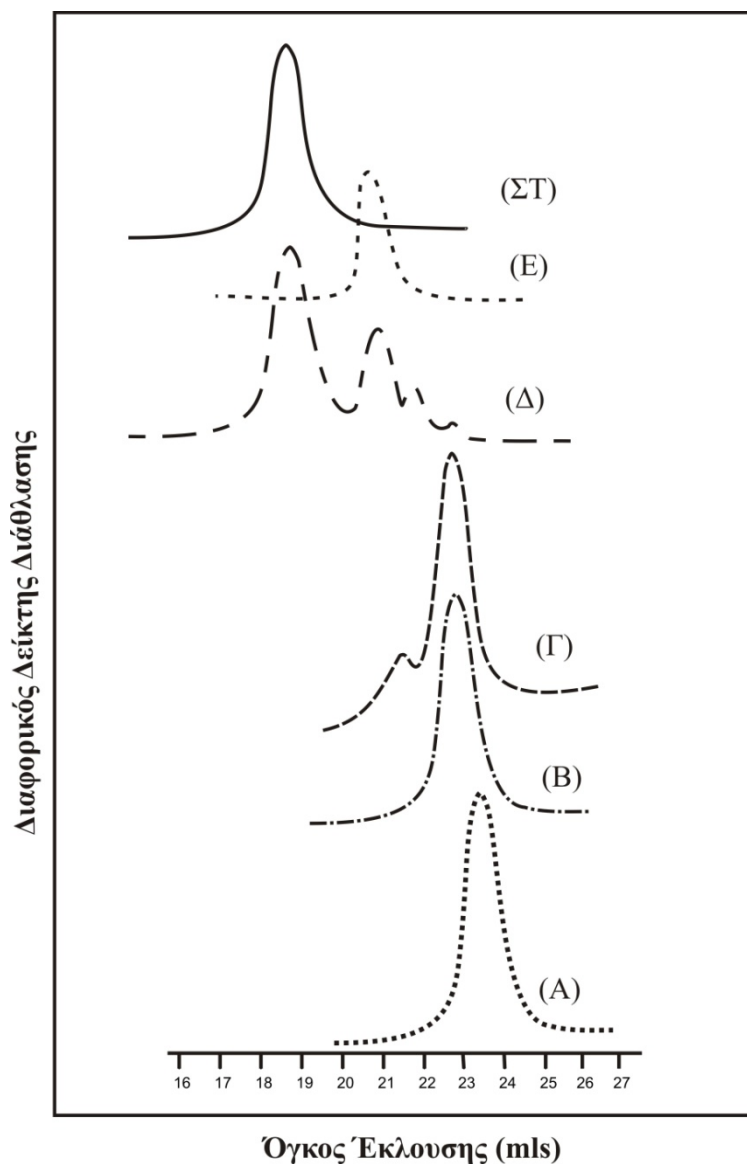 (ΣΤ)
(Ε)
(Δ)
(Γ)
(Β)
(Α)
Διαφορικός Δείκτης Διάθλασης
16 17 18 19 20 21 22 23 24 25 26 27
Όγκος Έκλουσης (mls)